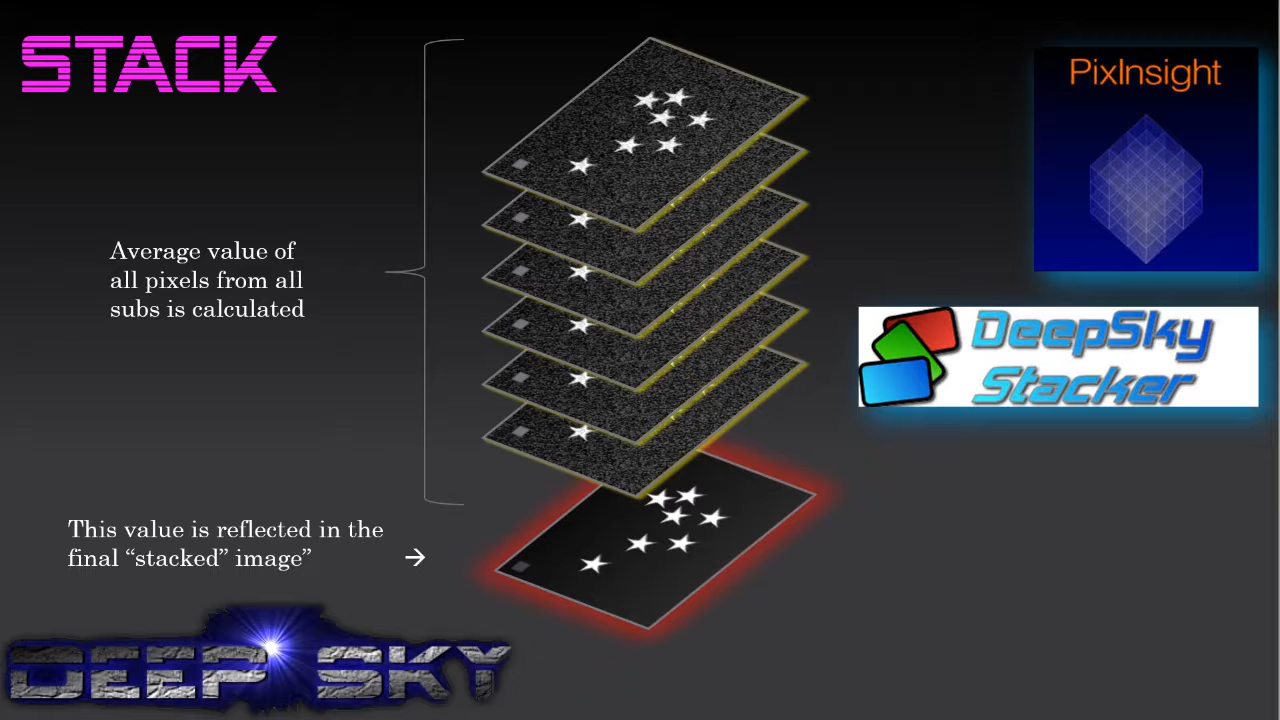 STACK
PixInsight
Average value of
all pixels from all
subs is calculated
DeepSky
Stacker
This value is reflected in the
final “stacked” image” →
DEEP SKY